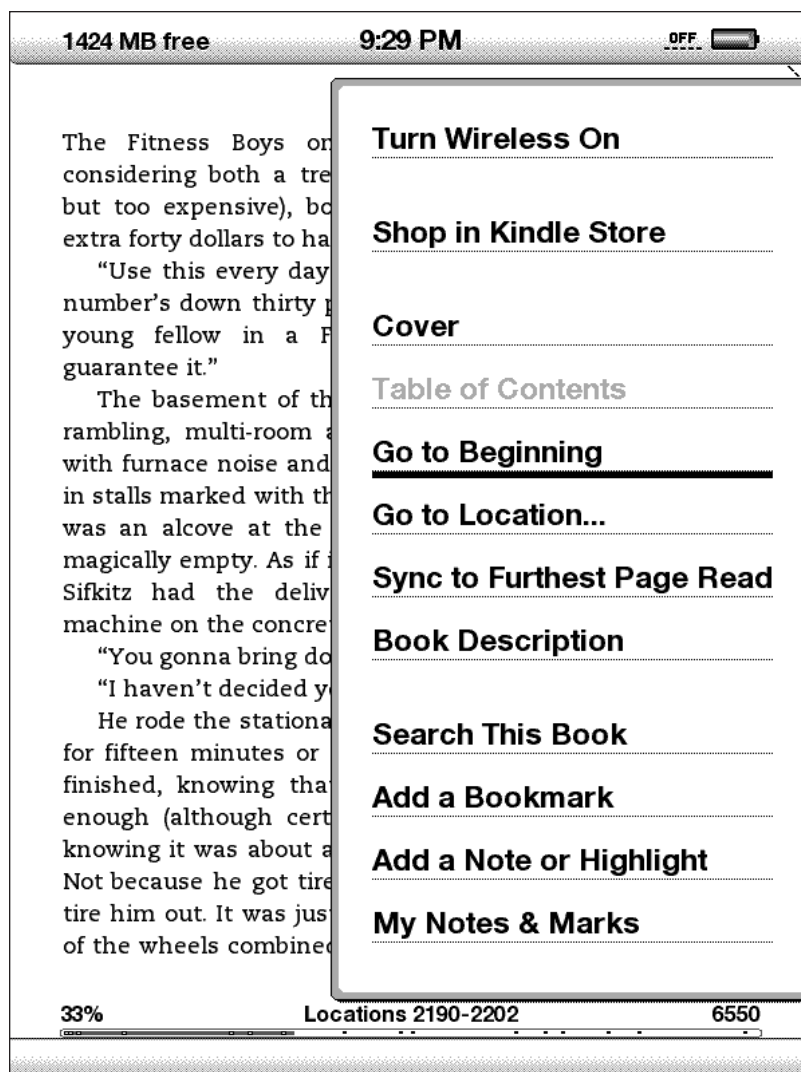 1424 MB free 9:29 PM OFF
The Fitness Boys on
considering both a tre
but too expensive), bo
extra forty dollars to ha
“Use this every day
number’s down thirty p
young fellow in a F
guarantee it.”
The basement of th
rambling, multi-room a
with furnace noise and
in stalls marked with th
was an alcove at the
magically empty. As if i
Sifkitz had the deliv
machine on the concre
“You gonna bring do
“I haven’t decided y
He rode the stationa
for fifteen minutes or
finished, knowing tha
enough (although cert
knowing it was about a
Not because he got tire
tire him out. It was jus
of the wheels combined
Turn Wireless On
Shop in Kindle Store
Cover
Table of Contents
Go to Beginning
Go to Location...
Sync to Furthest Page Read
Book Description
Search This Book
Add a Bookmark
Add a Note or Highlight
My Notes & Marks
33% Locations 2190-2202 6550